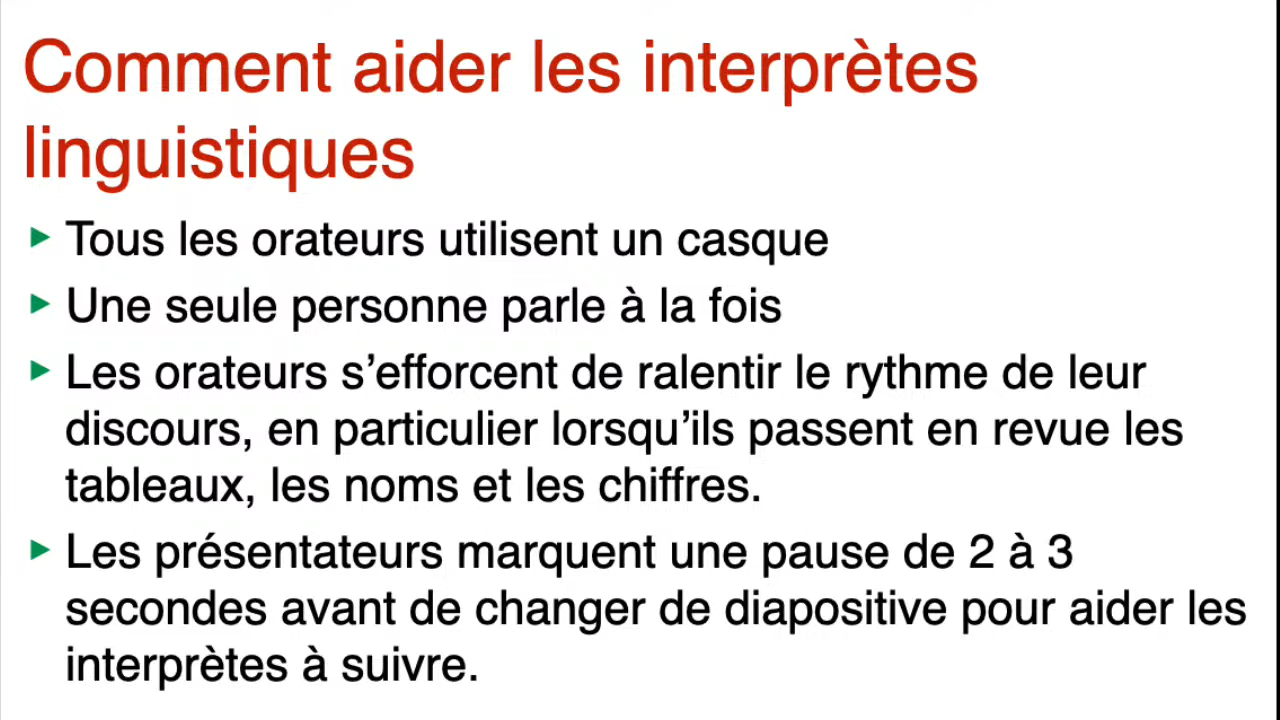 Comment aider les interprètes
linguistiques
▸ Tous les orateurs utilisent un casque
▸ Une seule personne parle à la fois
▸ Les orateurs s’efforcent de ralentir le rythme de leur
discours, en particulier lorsqu’ils passent en revue les
tableaux, les noms et les chiffres.
▸ Les présentateurs marquent une pause de 2 à 3
secondes avant de changer de diapositive pour aider les
interprètes à suivre.